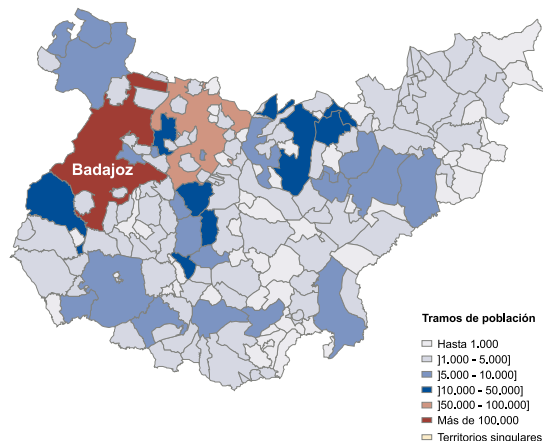 Badajoz
Tramos de población
Hasta 1.000
]1.000 - 5.000]
]5.000 - 10.000]
]10.000 - 50.000]
]50.000 - 100.000]
Más de 100.000
Territorios singulares